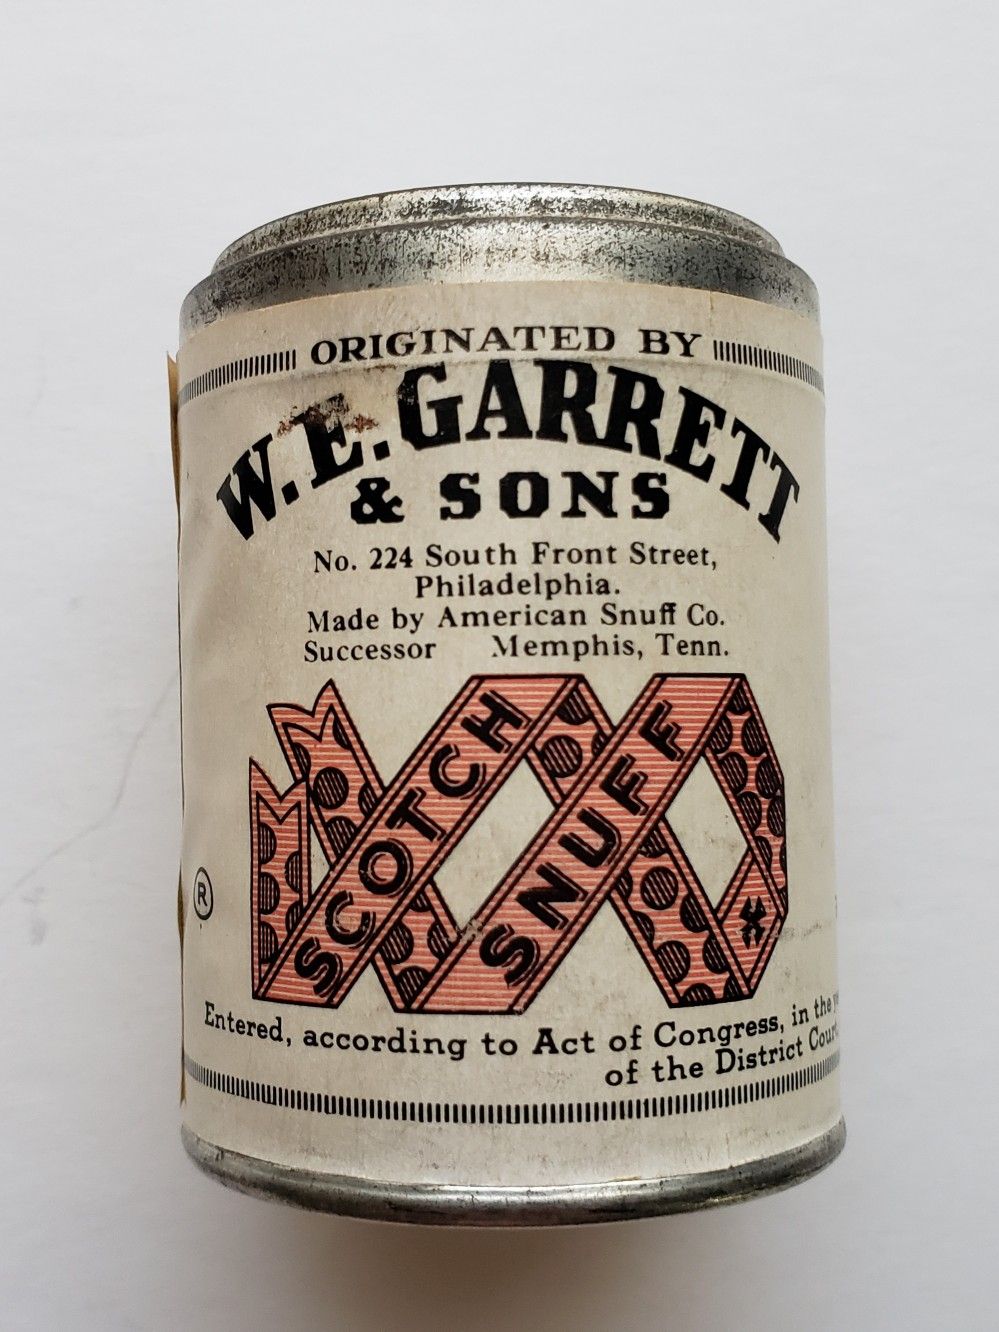 ORIGINATED BY
W.E. GARRETT
& SONS
No. 224 South Front Street,
Philadelphia.
Made by American Snuff Co.
Successor Memphis, Tenn.
SCOTCH
SNUFF
®
Entered, according to Act of Congress, in the
of the District